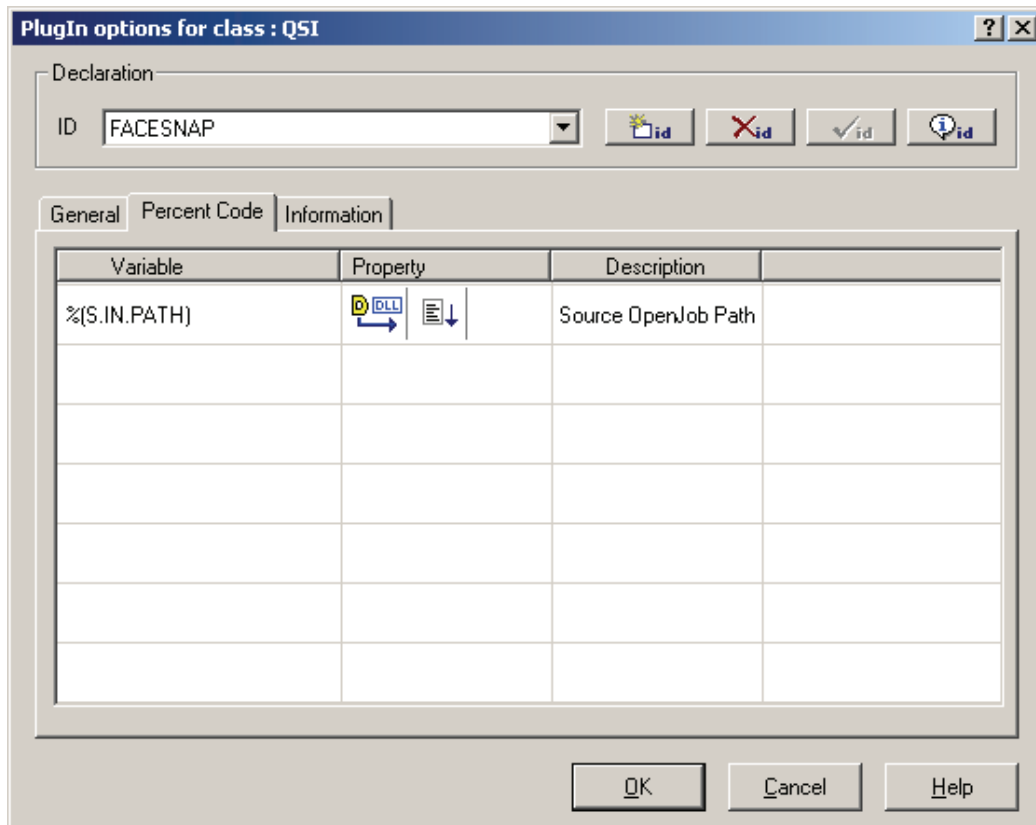 PlugIn options for class : QSI
Declaration
ID FACESNAP id id id id
General Percent Code Information
Variable Property Description
%(S.IN.PATH) D DLL Source OpenJob Path
OK Cancel Help